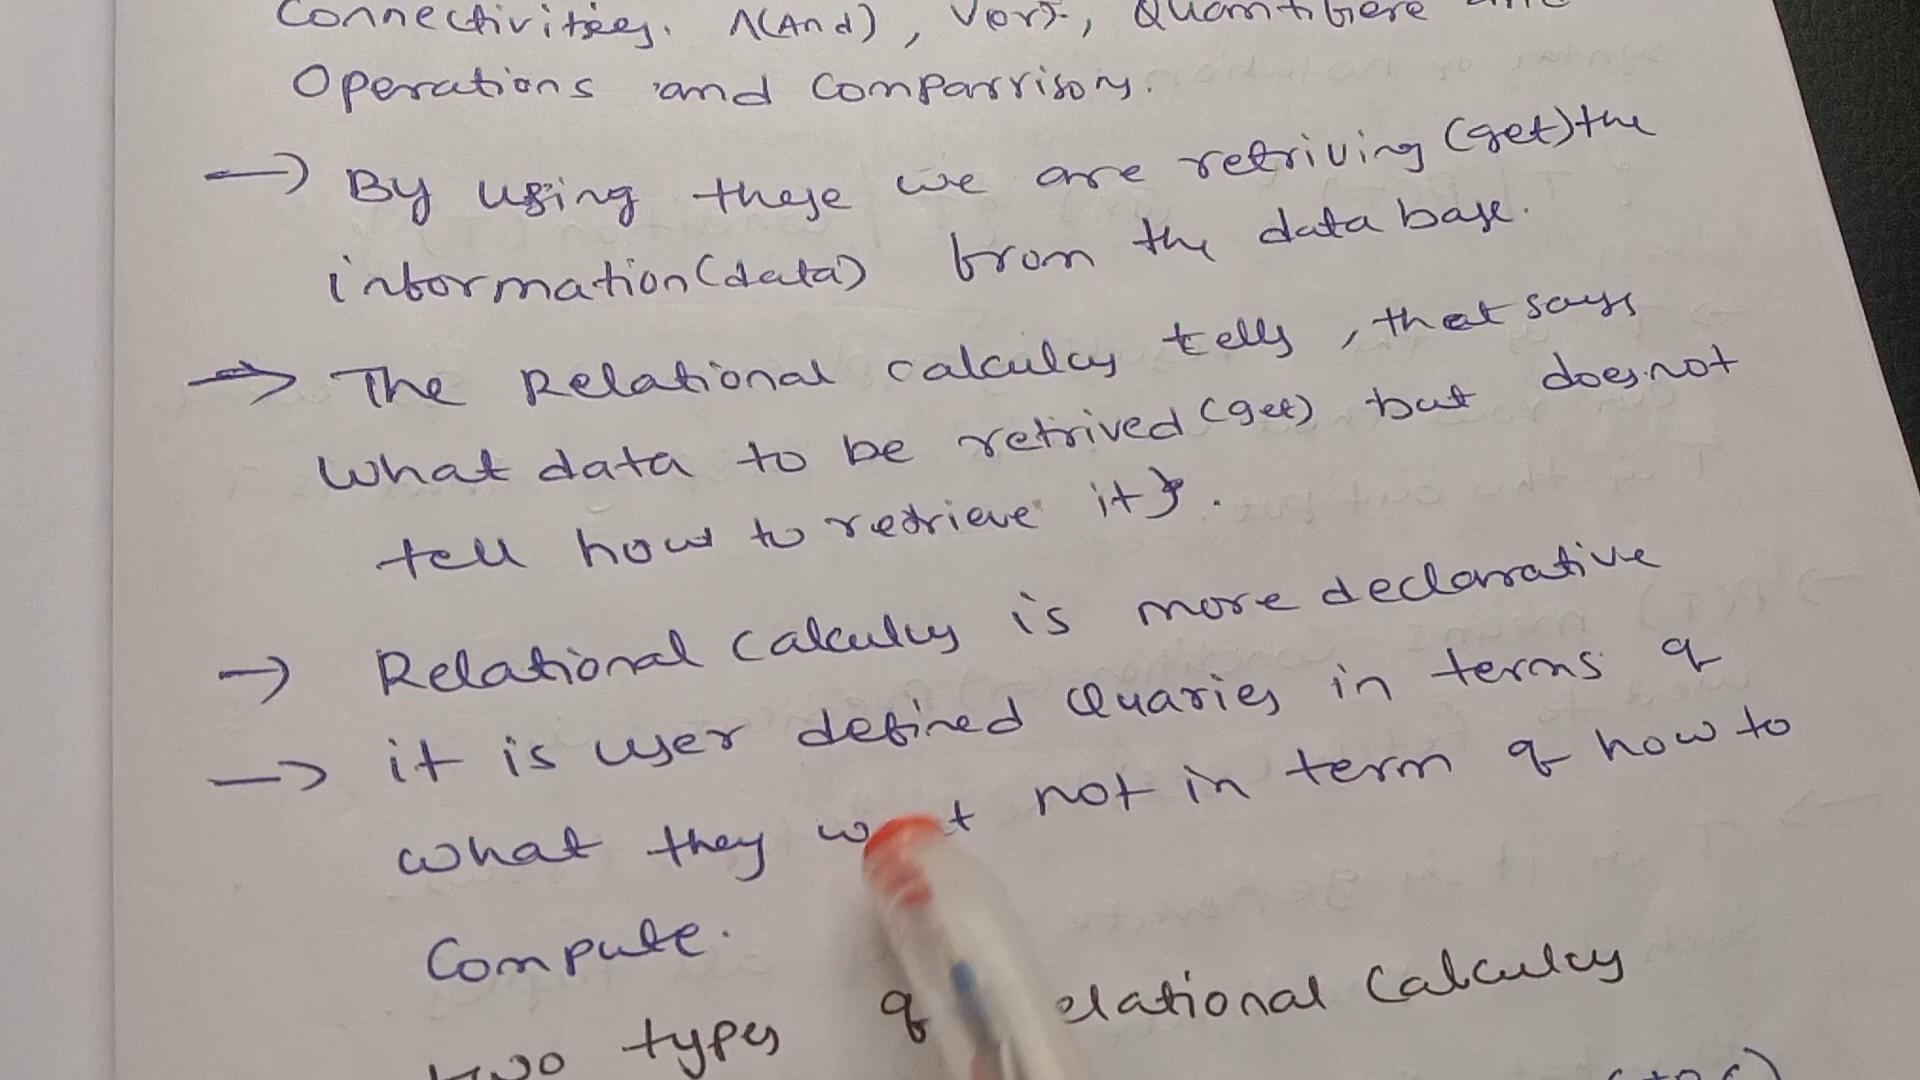 Connectivities. ∧(And), ∨or>,
Operations and Comparrisons.
→ By using these we are retriving (get) the
information(data) from the data base.
→ The Relational calculus tells, that says
what data to be retrived (get) but does not
tell how to retrieve it}.
→ Relational Calculus is more declarative
→ it is user defined Quaries in terms of
what they not in term of how to
Compute.
two types of Relational Calculus